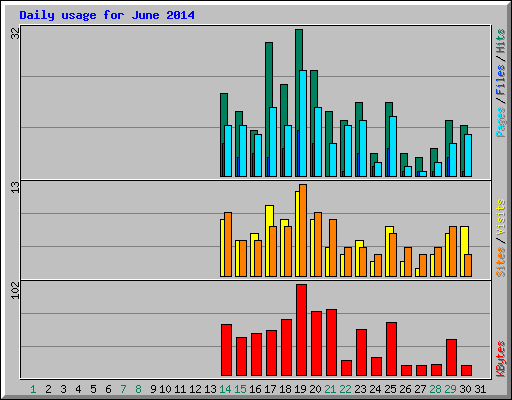 Daily usage for June 2014
32
Pages / Files / Hits
13
Sites / Visits
102
KBytes
1 2 3 4 5 6 7 8 9 10 11 12 13 14 15 16 17 18 19 20 21 22 23 24 25 26 27 28 29 30 31